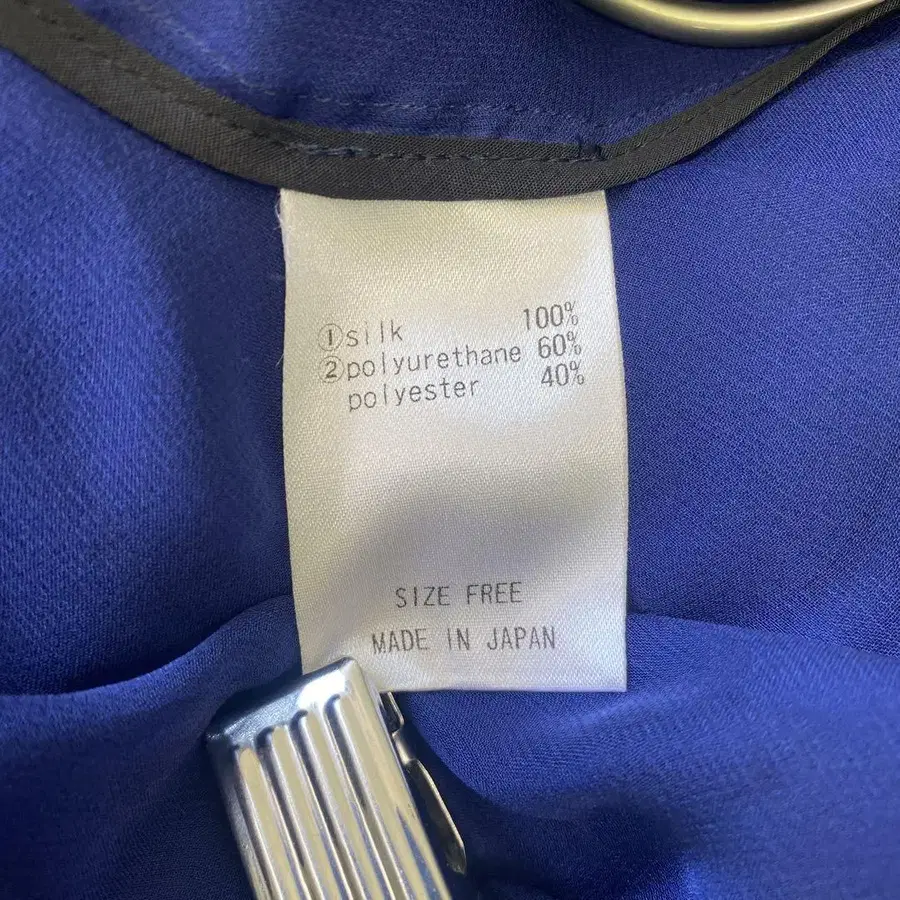 ①silk 100%
②polyurethane 60%
polyester 40%
SIZE FREE
MADE IN JAPAN